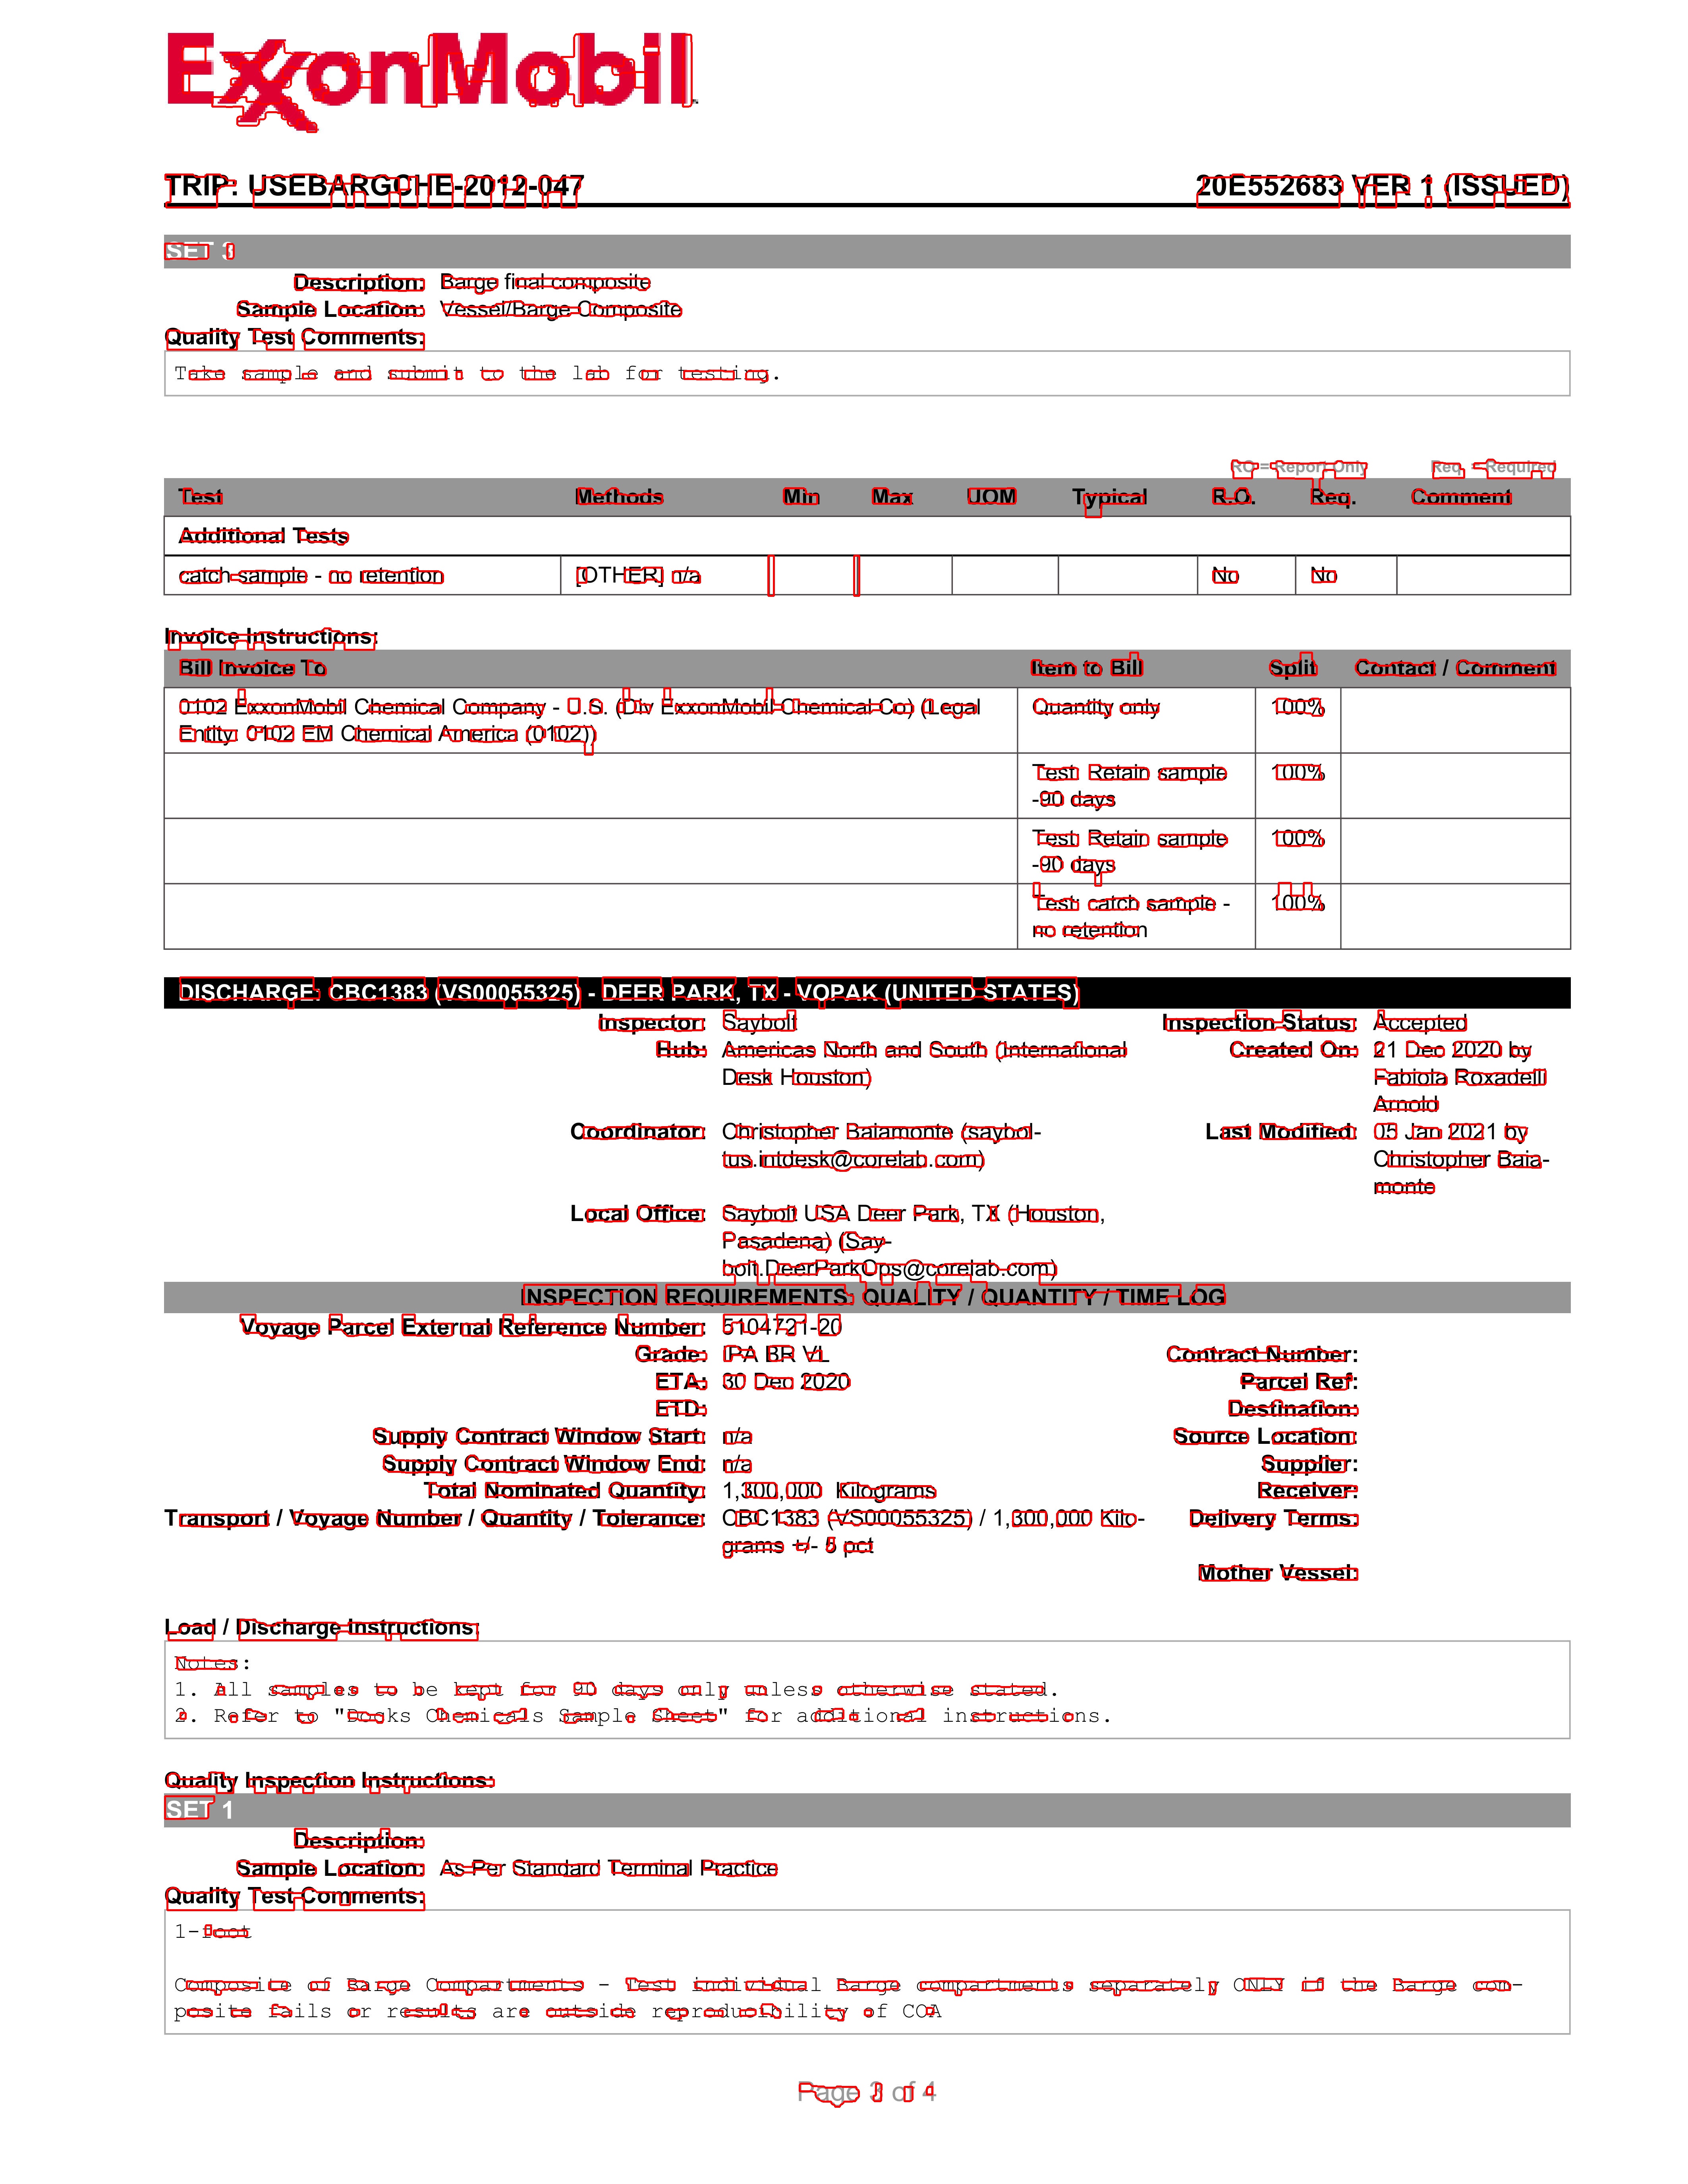 ExxonMobil
TRIP: USEBARGCHE-2012-047 20E552683 VER 1 (ISSUED)
SET 3
Description: Barge final composite
Sample Location: Vessel/Barge Composite
Quality Test Comments:
Take sample and submit to the lab for testing.
RO = Report Only Req. = Required
Test Methods Min Max UOM Typical R.O. Req. Comment
Additional Tests
catch sample - no retention [OTHER] n/a No No
Invoice Instructions:
Bill Invoice To Item to Bill Split Contact / Comment
0102 ExxonMobil Chemical Company - U.S. (Div ExxonMobil Chemical Co) (Legal Quantity only 100%
Entity: 0102 EM Chemical America (0102))
Test: Retain sample 100%
-90 days
Test: Retain sample 100%
-90 days
Test: catch sample - 100%
no retention
DISCHARGE: CBC1383 (VS00055325) - DEER PARK, TX - VOPAK (UNITED STATES)
Inspector: Saybolt Inspection Status: Accepted
Hub: Americas North and South (International Created On: 21 Dec 2020 by
Desk Houston) Fabiola Roxadelli
Arnold
Coordinator: Christopher Baiamonte (saybol- Last Modified: 05 Jan 2021 by
tus.intdesk@corelab.com) Christopher Baia-
monte
Local Office: Saybolt USA Deer Park, TX (Houston,
Pasadena) (Say-
bolt.DeerParkOps@corelab.com)
INSPECTION REQUIREMENTS: QUALITY / QUANTITY / TIME LOG
Voyage Parcel External Reference Number: 5104721-20
Grade: IPA BR VL Contract Number:
ETA: 30 Dec 2020 Parcel Ref:
ETD: Destination:
Supply Contract Window Start: n/a Source Location:
Supply Contract Window End: n/a Supplier:
Total Nominated Quantity: 1,300,000 Kilograms Receiver:
Transport / Voyage Number / Quantity / Tolerance: CBC1383 (VS00055325) / 1,300,000 Kilo- Delivery Terms:
grams +/- 5 pct
Mother Vessel:
Load / Discharge Instructions:
Notes:
1. All samples to be kept for 90 days only unless otherwise stated.
2. Refer to "Docks Chemicals Sample Sheet" for additional instructions.
Quality Inspection Instructions:
SET 1
Description:
Sample Location: As Per Standard Terminal Practice
Quality Test Comments:
1-foot
Composite of Barge Compartments - Test individual Barge compartments separately ONLY if the Barge com-
posite fails or results are outside reproducibility of COA
Page 3 of 4